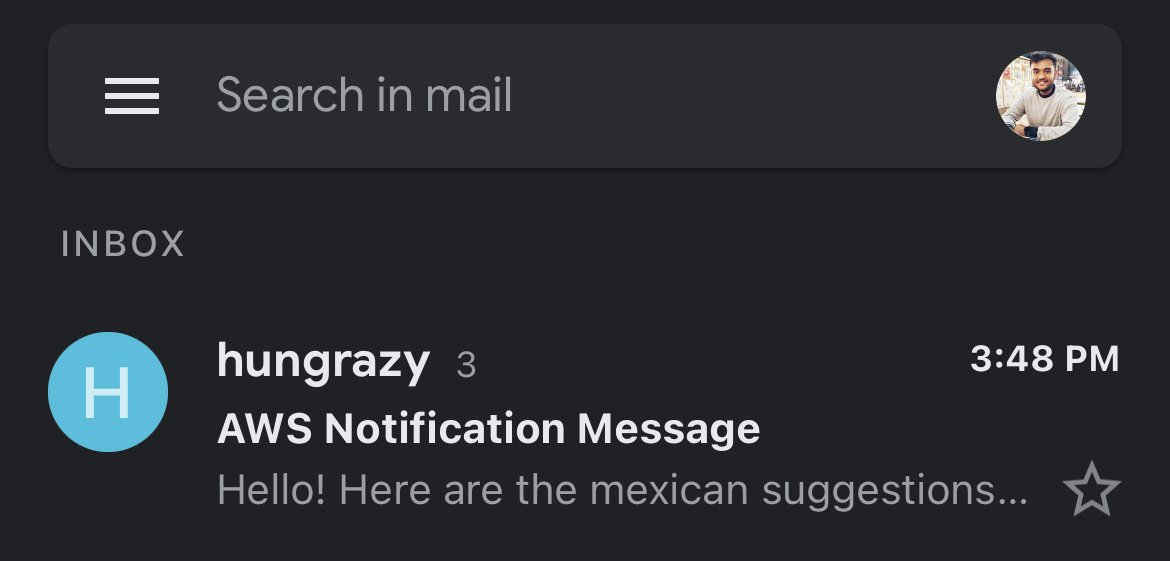 Search in mail
INBOX
H
hungrazy 3
3:48 PM
AWS Notification Message
Hello! Here are the mexican suggestions...